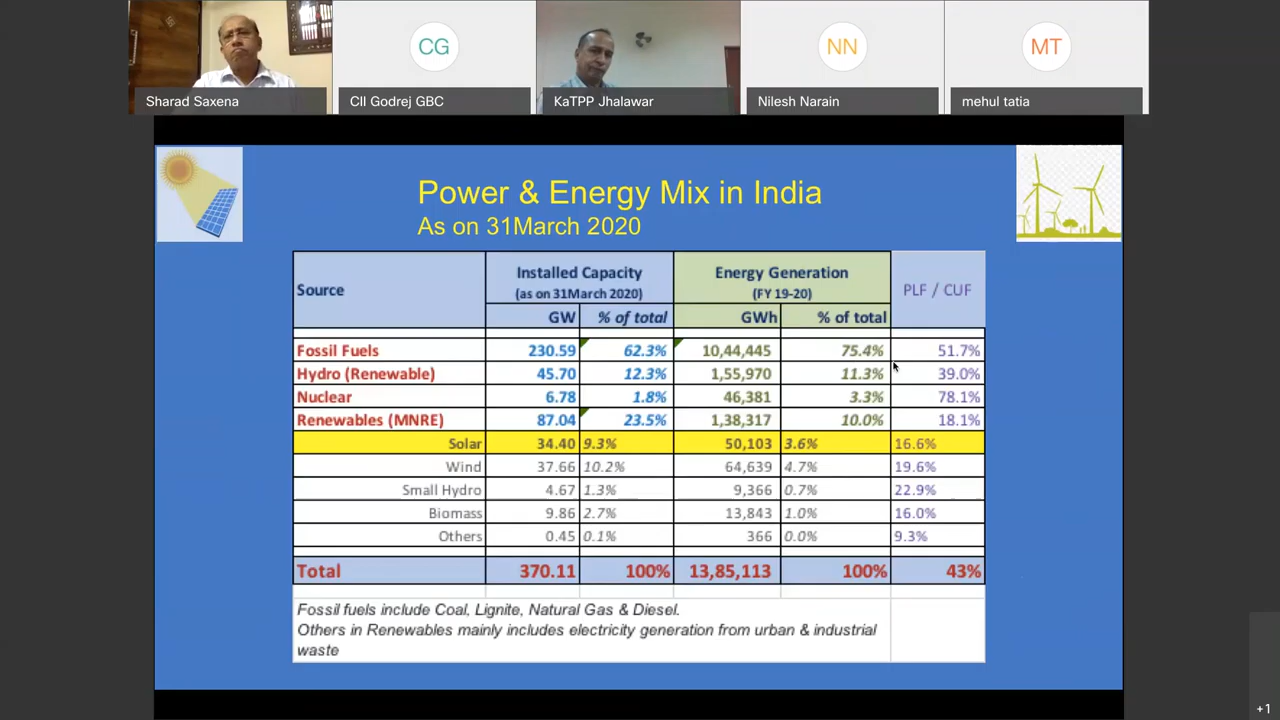 CG
NN
MT
Sharad Saxena
CII Godrej GBC
KaTPP Jhalawar
Nilesh Narain
mehul tatia
Power & Energy Mix in India
As on 31March 2020
Source
Installed Capacity
(as on 31March 2020)
Energy Generation
(FY 19-20)
PLF / CUF
GW % of total GWh % of total
Fossil Fuels 230.59 62.3% 10,44,445 75.4% 51.7%
Hydro (Renewable) 45.70 12.3% 1,55,970 11.3% 39.0%
Nuclear 6.78 1.8% 46,381 3.3% 78.1%
Renewables (MNRE) 87.04 23.5% 1,38,317 10.0% 18.1%
Solar 34.40 9.3% 50,103 3.6% 16.6%
Wind 37.66 10.2% 64,639 4.7% 19.6%
Small Hydro 4.67 1.3% 9,366 0.7% 22.9%
Biomass 9.86 2.7% 13,843 1.0% 16.0%
Others 0.45 0.1% 366 0.0% 9.3%
Total 370.11 100% 13,85,113 100% 43%
Fossil fuels include Coal, Lignite, Natural Gas & Diesel.
Others in Renewables mainly includes electricity generation from urban & industrial
waste
+1